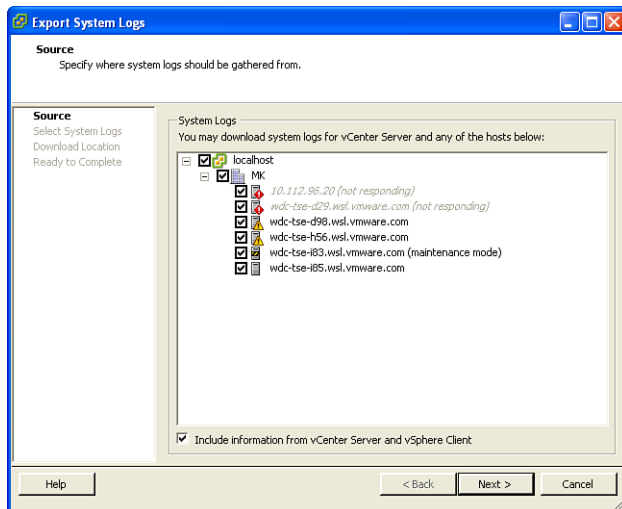 Export System Logs
Source
Specify where system logs should be gathered from.
Source
Select System Logs
Download Location
Ready to Complete
System Logs
You may download system logs for vCenter Server and any of the hosts below:
localhost
MK
10.112.96.20 (not responding)
wdc-tse-d29.wsl.vmware.com (not responding)
wdc-tse-d98.wsl.vmware.com
wdc-tse-h56.wsl.vmware.com
wdc-tse-i83.wsl.vmware.com (maintenance mode)
wdc-tse-i85.wsl.vmware.com
Include information from vCenter Server and vSphere Client
Help
< Back
Next >
Cancel